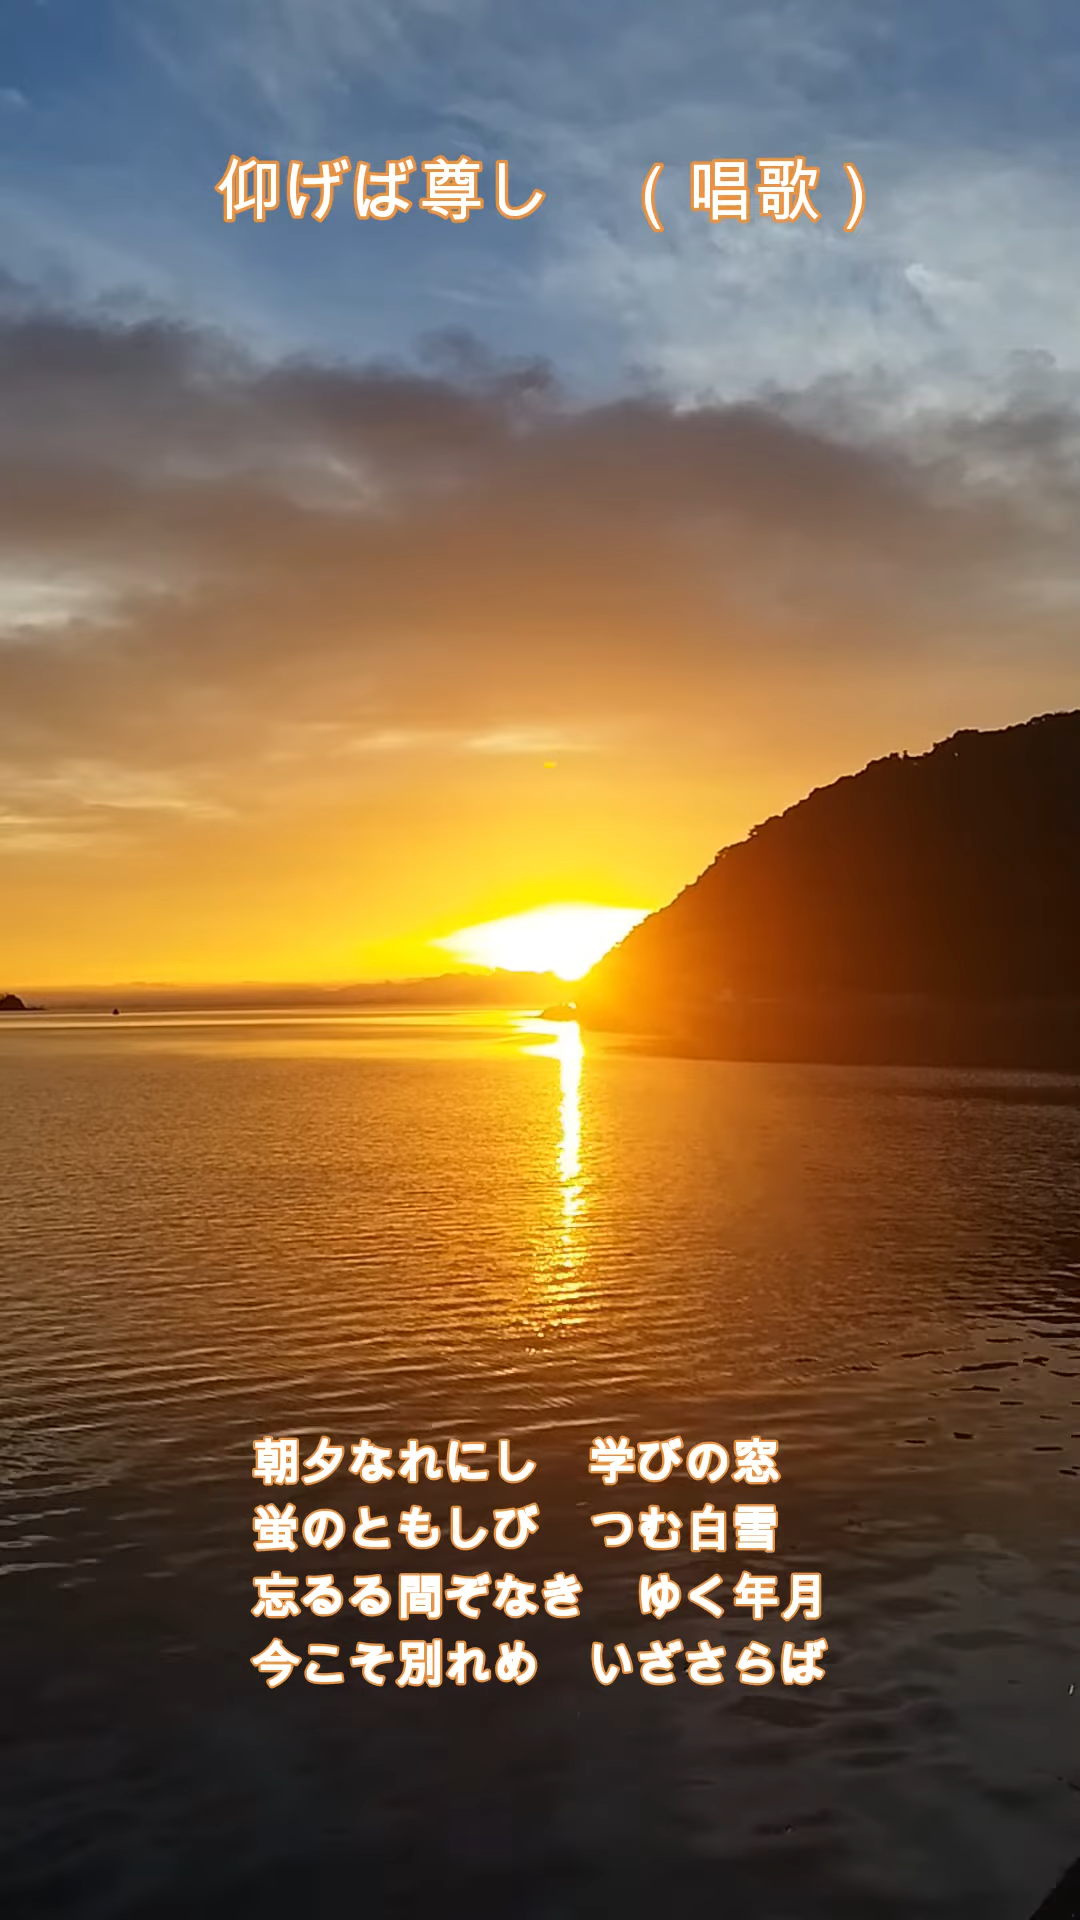 仰げば尊し　（唱歌）
朝夕なれにし　学びの窓
蛍のともしび　つむ白雪
忘るる間ぞなき　ゆく年月
今こそ別れめ　いざさらば